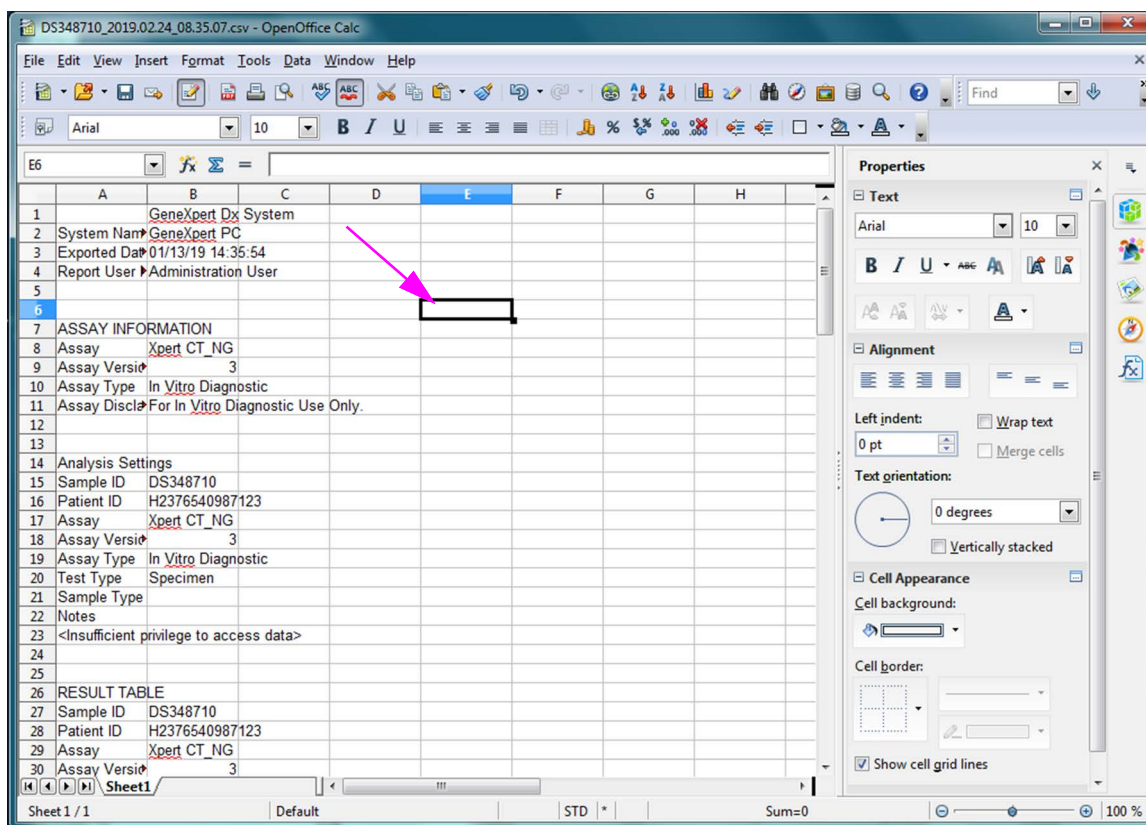 DS348710_2019.02.24_08.35.07.csv - OpenOffice Calc
File Edit View Insert Format Tools Data Window Help
Find
Arial 10 B I U
E6
A B C D E F G H
1 GeneXpert Dx System
2 System Nam GeneXpert PC
3 Exported Dat 01/13/19 14:35:54
4 Report User Administration User
5
6
7 ASSAY INFORMATION
8 Assay Xpert CT_NG
9 Assay Versio 3
10 Assay Type In Vitro Diagnostic
11 Assay Discla For In Vitro Diagnostic Use Only.
12
13
14 Analysis Settings
15 Sample ID DS348710
16 Patient ID H2376540987123
17 Assay Xpert CT_NG
18 Assay Versio 3
19 Assay Type In Vitro Diagnostic
20 Test Type Specimen
21 Sample Type
22 Notes
23 <Insufficient privilege to access data>
24
25
26 RESULT TABLE
27 Sample ID DS348710
28 Patient ID H2376540987123
29 Assay Xpert CT_NG
30 Assay Versio 3
Sheet1
Sheet 1 / 1 Default STD * Sum=0 100 %
Properties
Text
Arial 10
B I U ABC
Alignment
Left indent:
Wrap text
0 pt
Merge cells
Text orientation:
0 degrees
Vertically stacked
Cell Appearance
Cell background:
Cell border:
Show cell grid lines